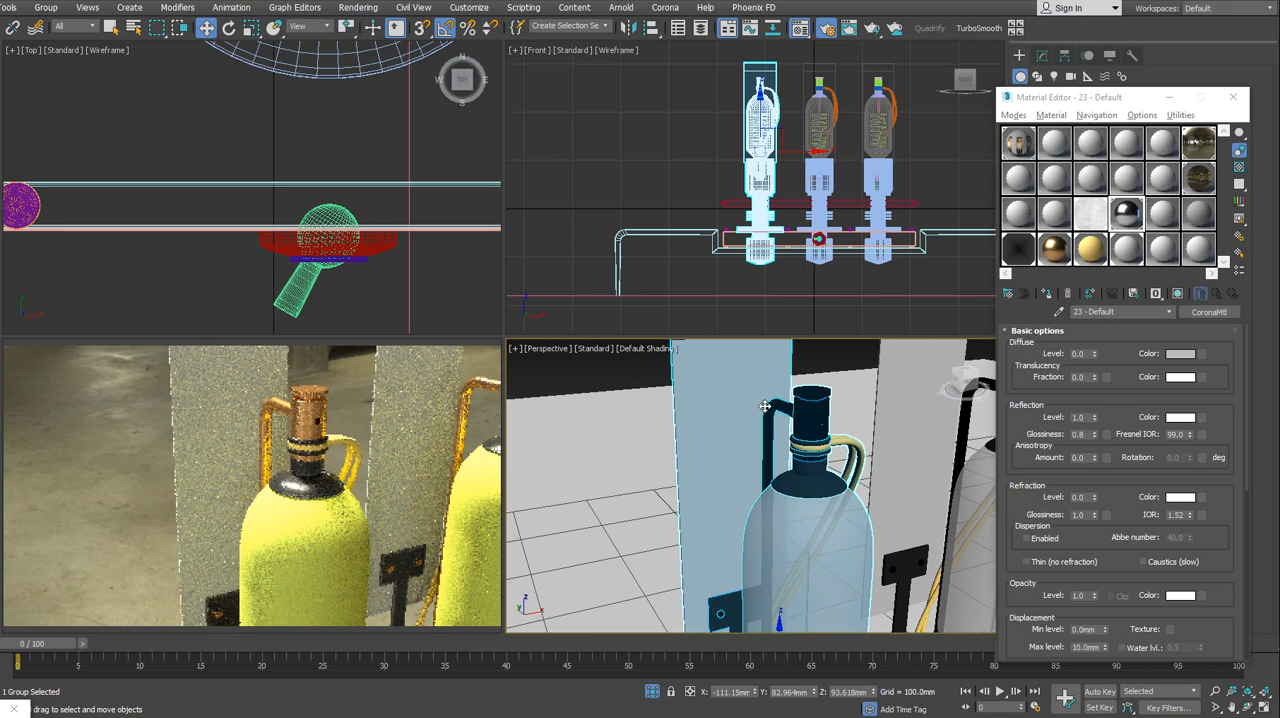 Tools Group Views Create Modifiers Animation Graph Editors Rendering Civil View Customize Scripting Content Arnold Corona Help Phoenix FD Sign In Workspaces: Default
All View Create Selection Se Quadrify TurboSmooth
[+] [Top] [Standard] [Wireframe]
[+] [Front] [Standard] [Wireframe]
N
W E
S
TOP
3 Material Editor - 23 - Default
Modes Material Navigation Options Utilities
23 - Default CoronaMtl
Basic options
Diffuse
Level: 0.0 Color:
Translucency
Fraction: 0.0 Color:
Reflection
Level: 1.0 Color:
Glossiness: 0.8 Fresnel IOR: 99.0
Anisotropy
Amount: 0.0 Rotation: 0.0 deg
Refraction
Level: 0.0 Color:
Glossiness: 1.0 IOR: 1.52
Dispersion
Enabled Abbe number: 40.0
Thin (no refraction) Caustics (slow)
Opacity
Level: 1.0 Clip Color:
Displacement
Min level: 0.0mm Texture:
Max level: 10.0mm Water lvl.: 0.5
[+] [Perspective] [Standard] [Default Shading]
0 / 100
0 5 10 15 20 25 30 35 40 45 50 55 60 65 70 75 80 85 90 95 100
1 Group Selected
X: -111.15mm Y: 82.964mm Z: 93.618mm Grid = 100.0mm
Auto Key Selected
drag to select and move objects
Add Time Tag
0
Set Key Key Filters...